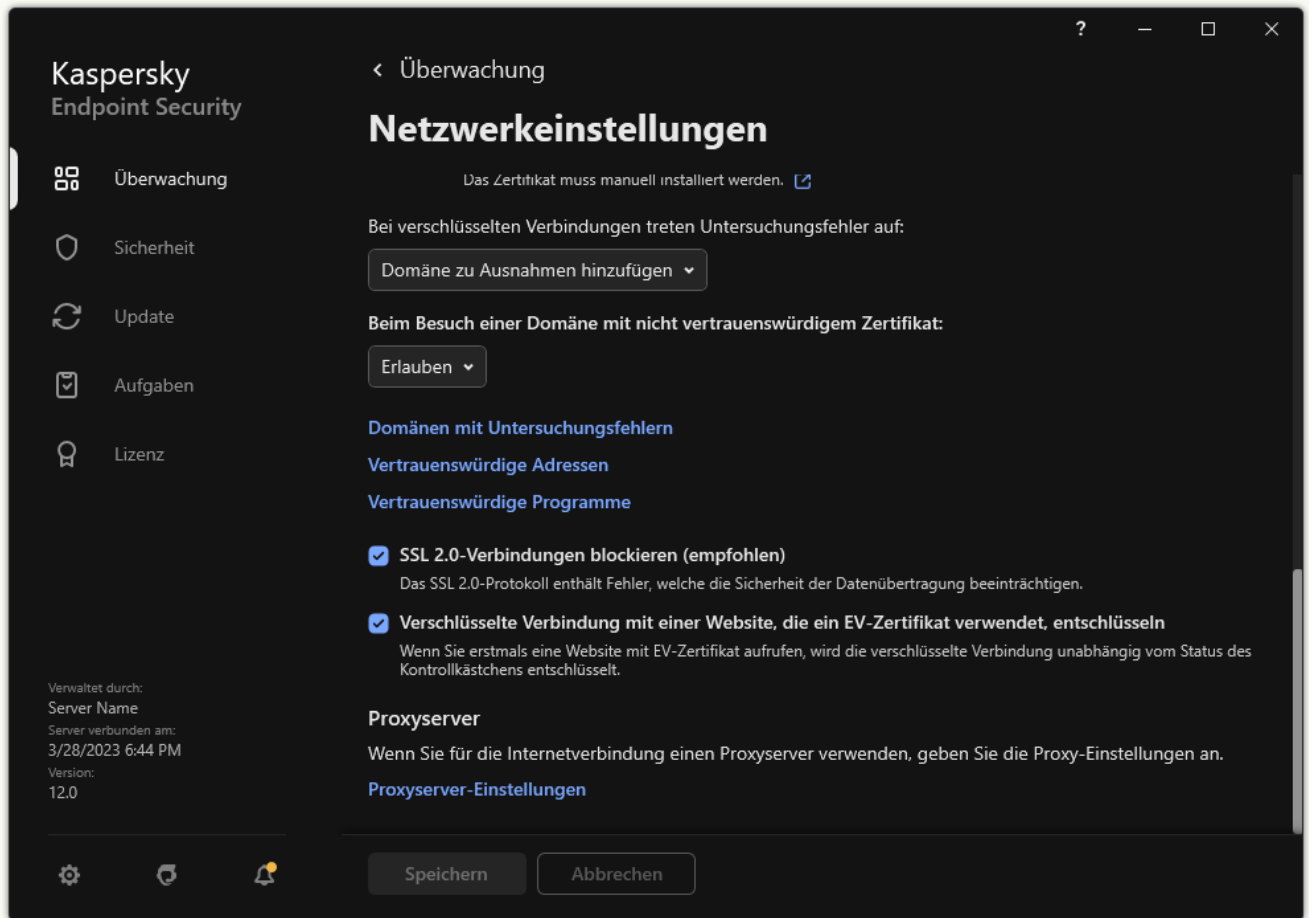 ?
Kaspersky
Endpoint Security
Überwachung
Sicherheit
Update
Aufgaben
Lizenz
Verwaltet durch:
Server Name
Server verbunden am:
3/28/2023 6:44 PM
Version:
12.0
Überwachung
Netzwerkeinstellungen
Das Zertifikat muss manuell installiert werden.
Bei verschlüsselten Verbindungen treten Untersuchungsfehler auf:
Domäne zu Ausnahmen hinzufügen
Beim Besuch einer Domäne mit nicht vertrauenswürdigem Zertifikat:
Erlauben
Domänen mit Untersuchungsfehlern
Vertrauenswürdige Adressen
Vertrauenswürdige Programme
SSL 2.0-Verbindungen blockieren (empfohlen)
Das SSL 2.0-Protokoll enthält Fehler, welche die Sicherheit der Datenübertragung beeinträchtigen.
Verschlüsselte Verbindung mit einer Website, die ein EV-Zertifikat verwendet, entschlüsseln
Wenn Sie erstmals eine Website mit EV-Zertifikat aufrufen, wird die verschlüsselte Verbindung unabhängig vom Status des
Kontrollkästchens entschlüsselt.
Proxyserver
Wenn Sie für die Internetverbindung einen Proxyserver verwenden, geben Sie die Proxy-Einstellungen an.
Proxyserver-Einstellungen
Speichern
Abbrechen